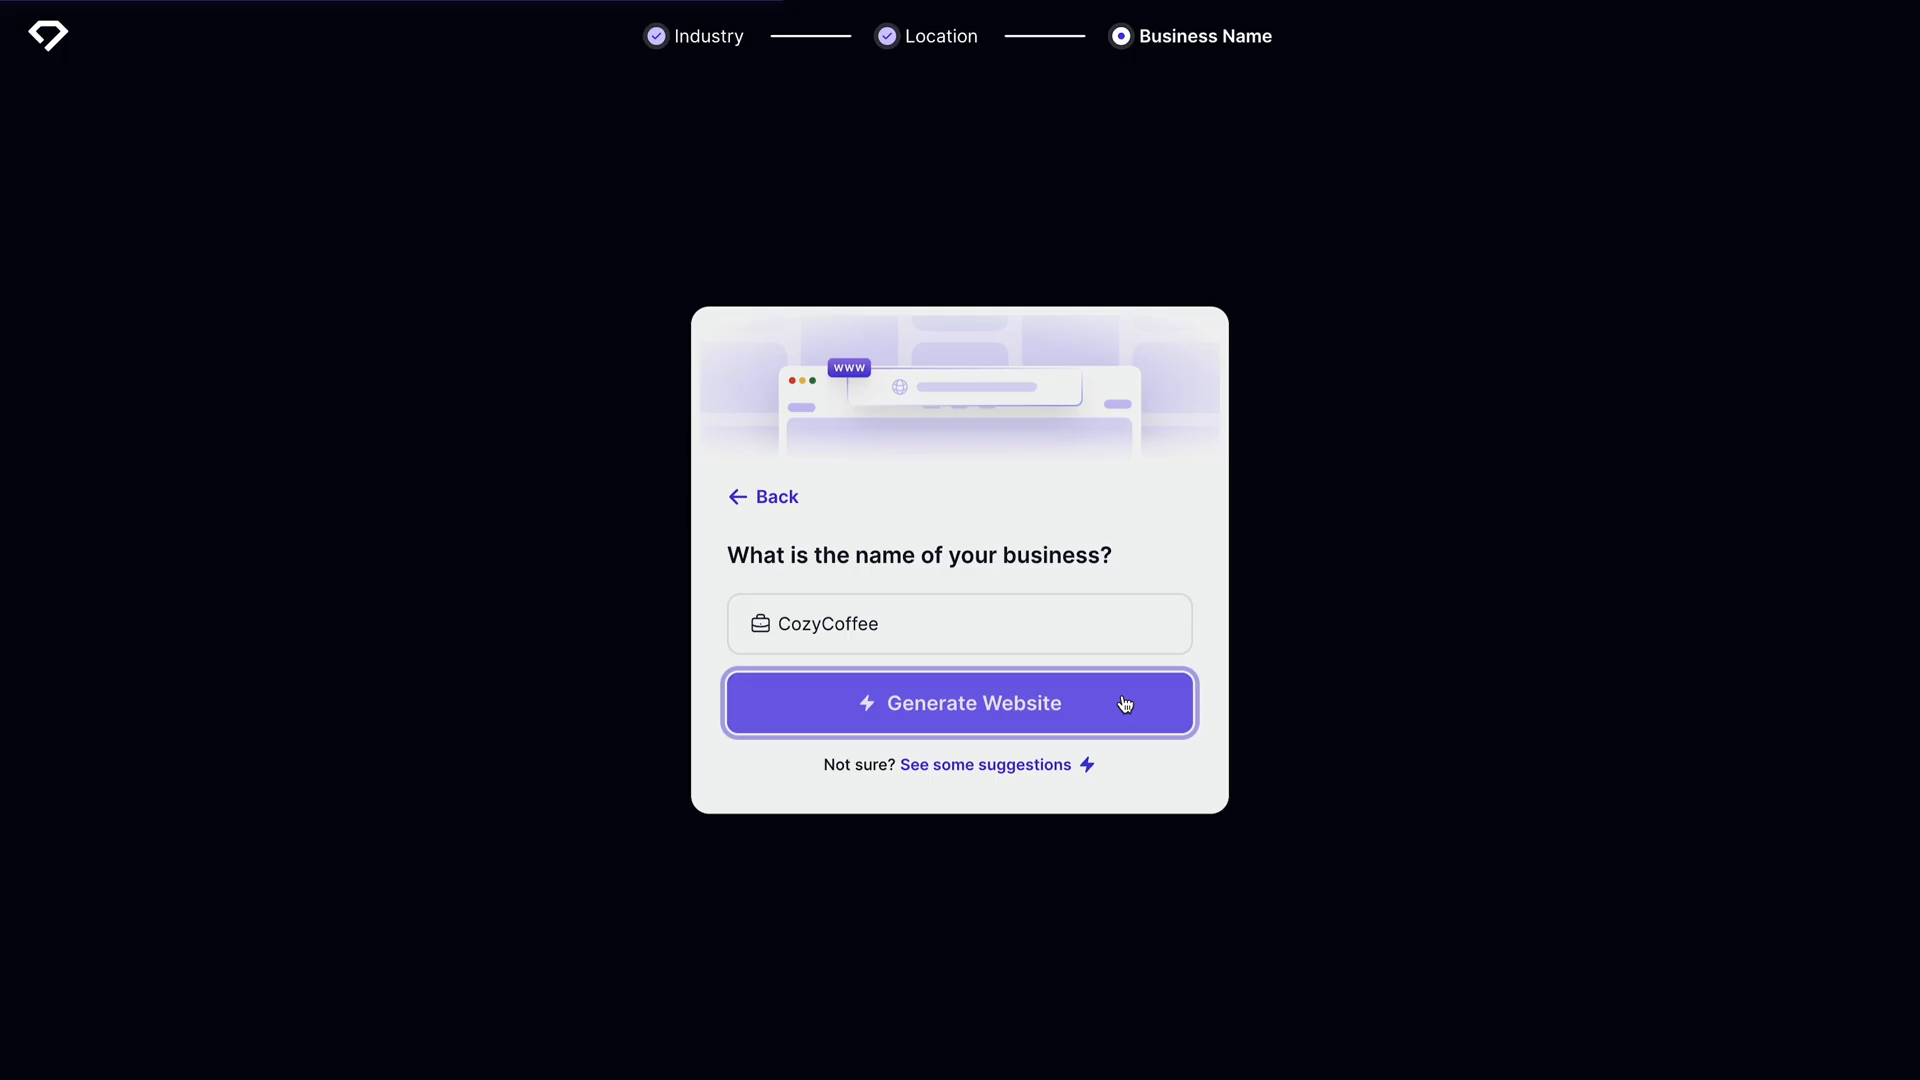 Industry
Location
Business Name
www
Back
What is the name of your business?
CozyCoffee
Generate Website
Not sure? See some suggestions